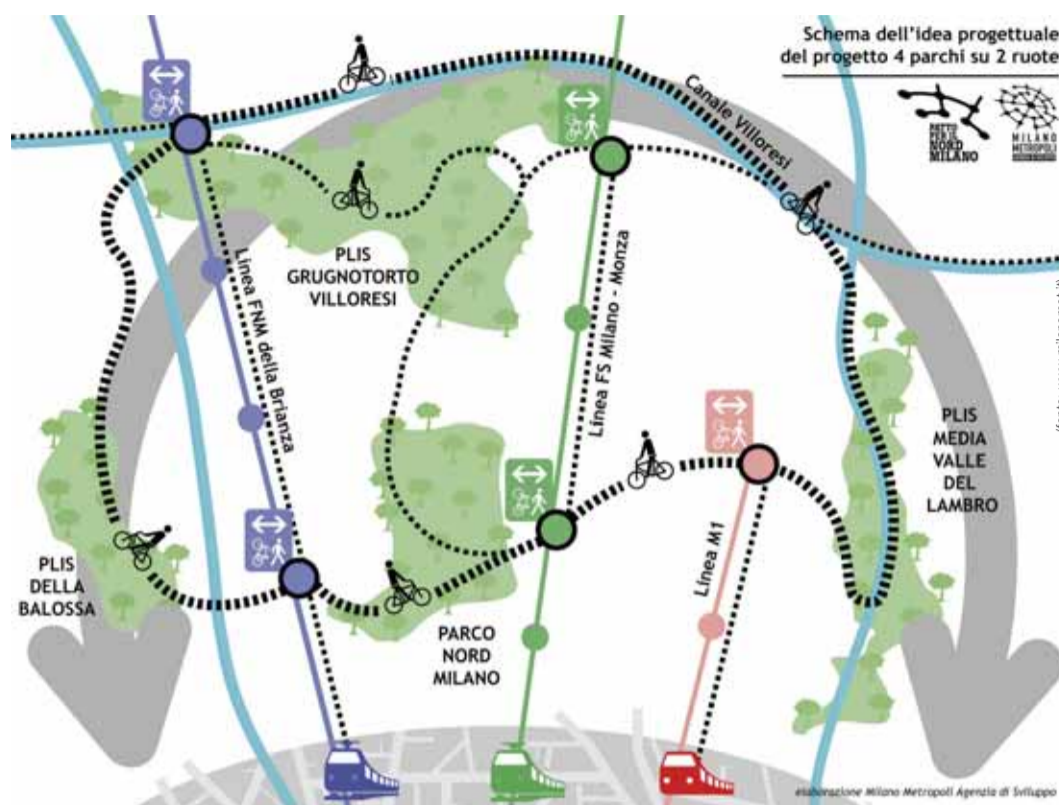 Schema dell'idea progettuale
del progetto 4 parchi su 2 ruote
PATTO
PER IL
NORD
MILANO
MILANO
METROPOLI
Canale Villoresi
PLIS
GRUGNOTORTO
VILLORESI
Linea FNM della Brianza
Linea FS Milano - Monza
PLIS
MEDIA
VALLE
DEL
LAMBRO
Linea M1
PLIS
DELLA
BALOSSA
PARCO
NORD
MILANO
elaborazione Milano Metropoli Agenzia di Sviluppo